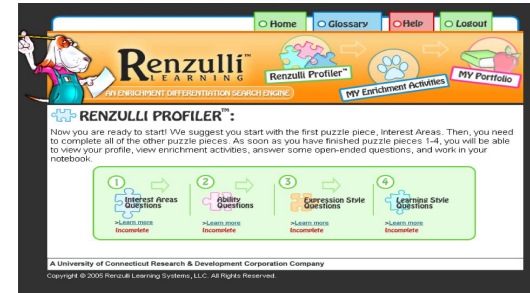 Home Glossary Help Logout
Renzulli™
LEARNING
AN ENRICHMENT DIFFERENTIATION SEARCH ENGINE
Renzulli Profiler™
MY Enrichment Activities
MY Portfolio
RENZULLI PROFILER™:
Now you are ready to start! We suggest you start with the first puzzle piece, Interest Areas. Then, you need
to complete all of the other puzzle pieces. As soon as you have finished puzzle pieces 1-4, you will be able
to view your profile, view enrichment activities, answer some open-ended questions, and work in your
notebook.
1 2 3 4
Interest Areas Ability Expression Style Learning Style
Questions Questions Questions Questions
>Learn more >Learn more >Learn more >Learn more
Incomplete Incomplete Incomplete Incomplete
A University of Connecticut Research & Development Corporation Company
Copyright © 2005 Renzulli Learning Systems, LLC. All Rights Reserved.